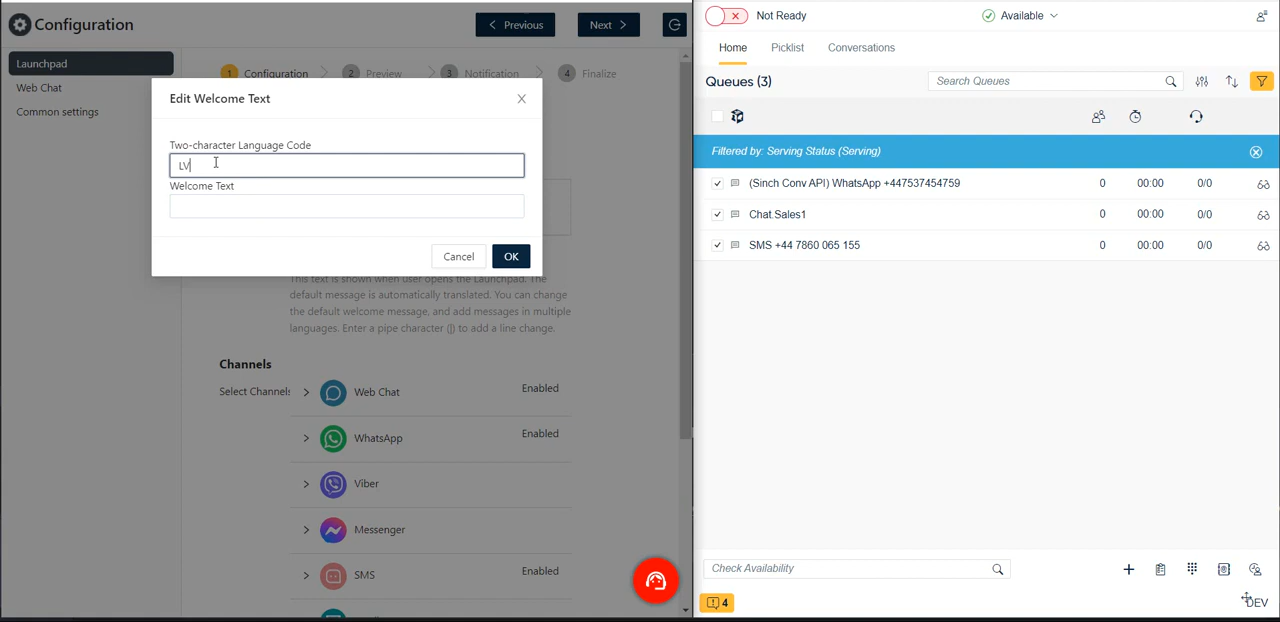 Configuration
Previous
Next
Launchpad
Web Chat
Common settings
1 Configuration
2 Preview
3 Notification
4 Finalize
Edit Welcome Text
Two-character Language Code
LV
Welcome Text
Cancel
OK
This text is shown when user opens the Launchpad. The
default message is automatically translated. You can change
the default welcome message, and add messages in multiple
languages. Enter a pipe character (|) to add a line change.
Channels
Select Channels
Web Chat Enabled
WhatsApp Enabled
Viber
Messenger
SMS Enabled
Not Ready
Available
Home
Picklist
Conversations
Queues (3)
Search Queues
Filtered by: Serving Status (Serving)
(Sinch Conv API) WhatsApp +447537454759 0 00:00 0/0
Chat.Sales1 0 00:00 0/0
SMS +44 7860 065 155 0 00:00 0/0
Check Availability
4
DEV